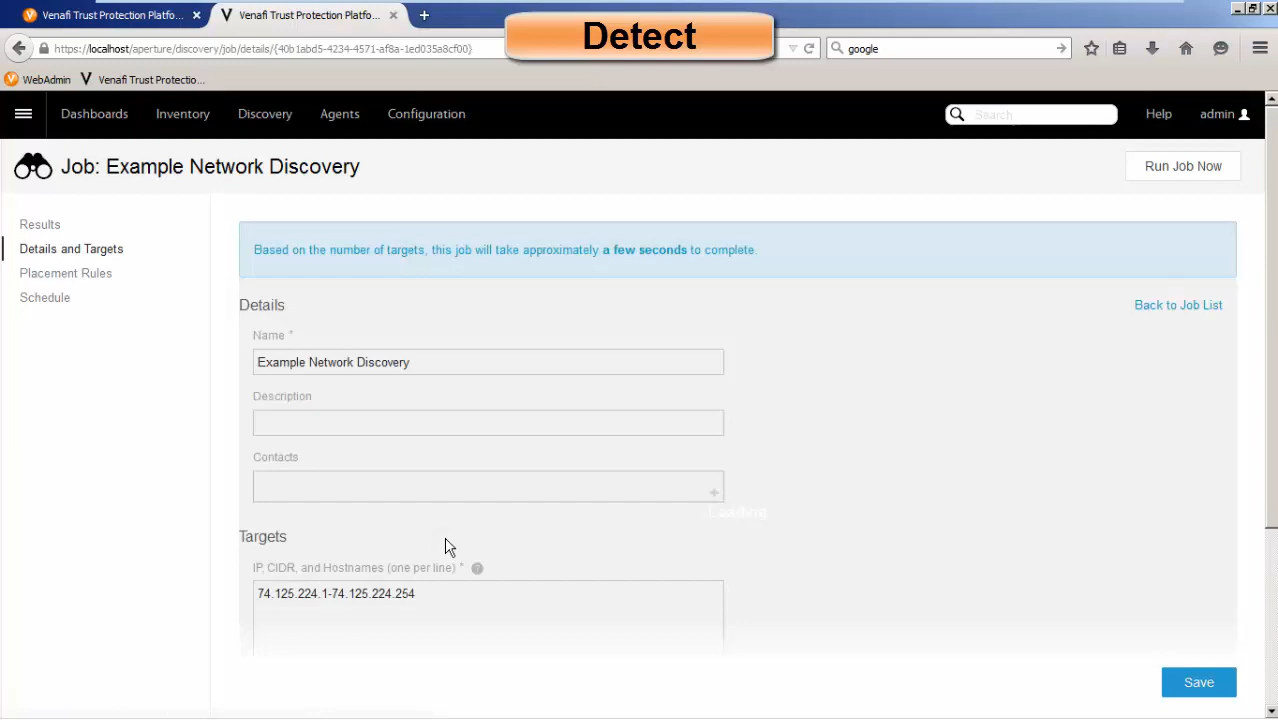 Venafi Trust Protection Platfo...
Venafi Trust Protection Platfo...
Detect
https://localhost/aperture/discovery/job/details/{40b1abd5-4234-4571-af8a-1ed035a8cf00}
google
WebAdmin
Venafi Trust Protectio...
Dashboards
Inventory
Discovery
Agents
Configuration
Search
Help
admin
Job: Example Network Discovery
Run Job Now
Results
Details and Targets
Placement Rules
Schedule
Based on the number of targets, this job will take approximately a few seconds to complete.
Details
Back to Job List
Name *
Example Network Discovery
Description
Contacts
Loading
Targets
IP, CIDR, and Hostnames (one per line) * ?
74.125.224.1-74.125.224.254
Save